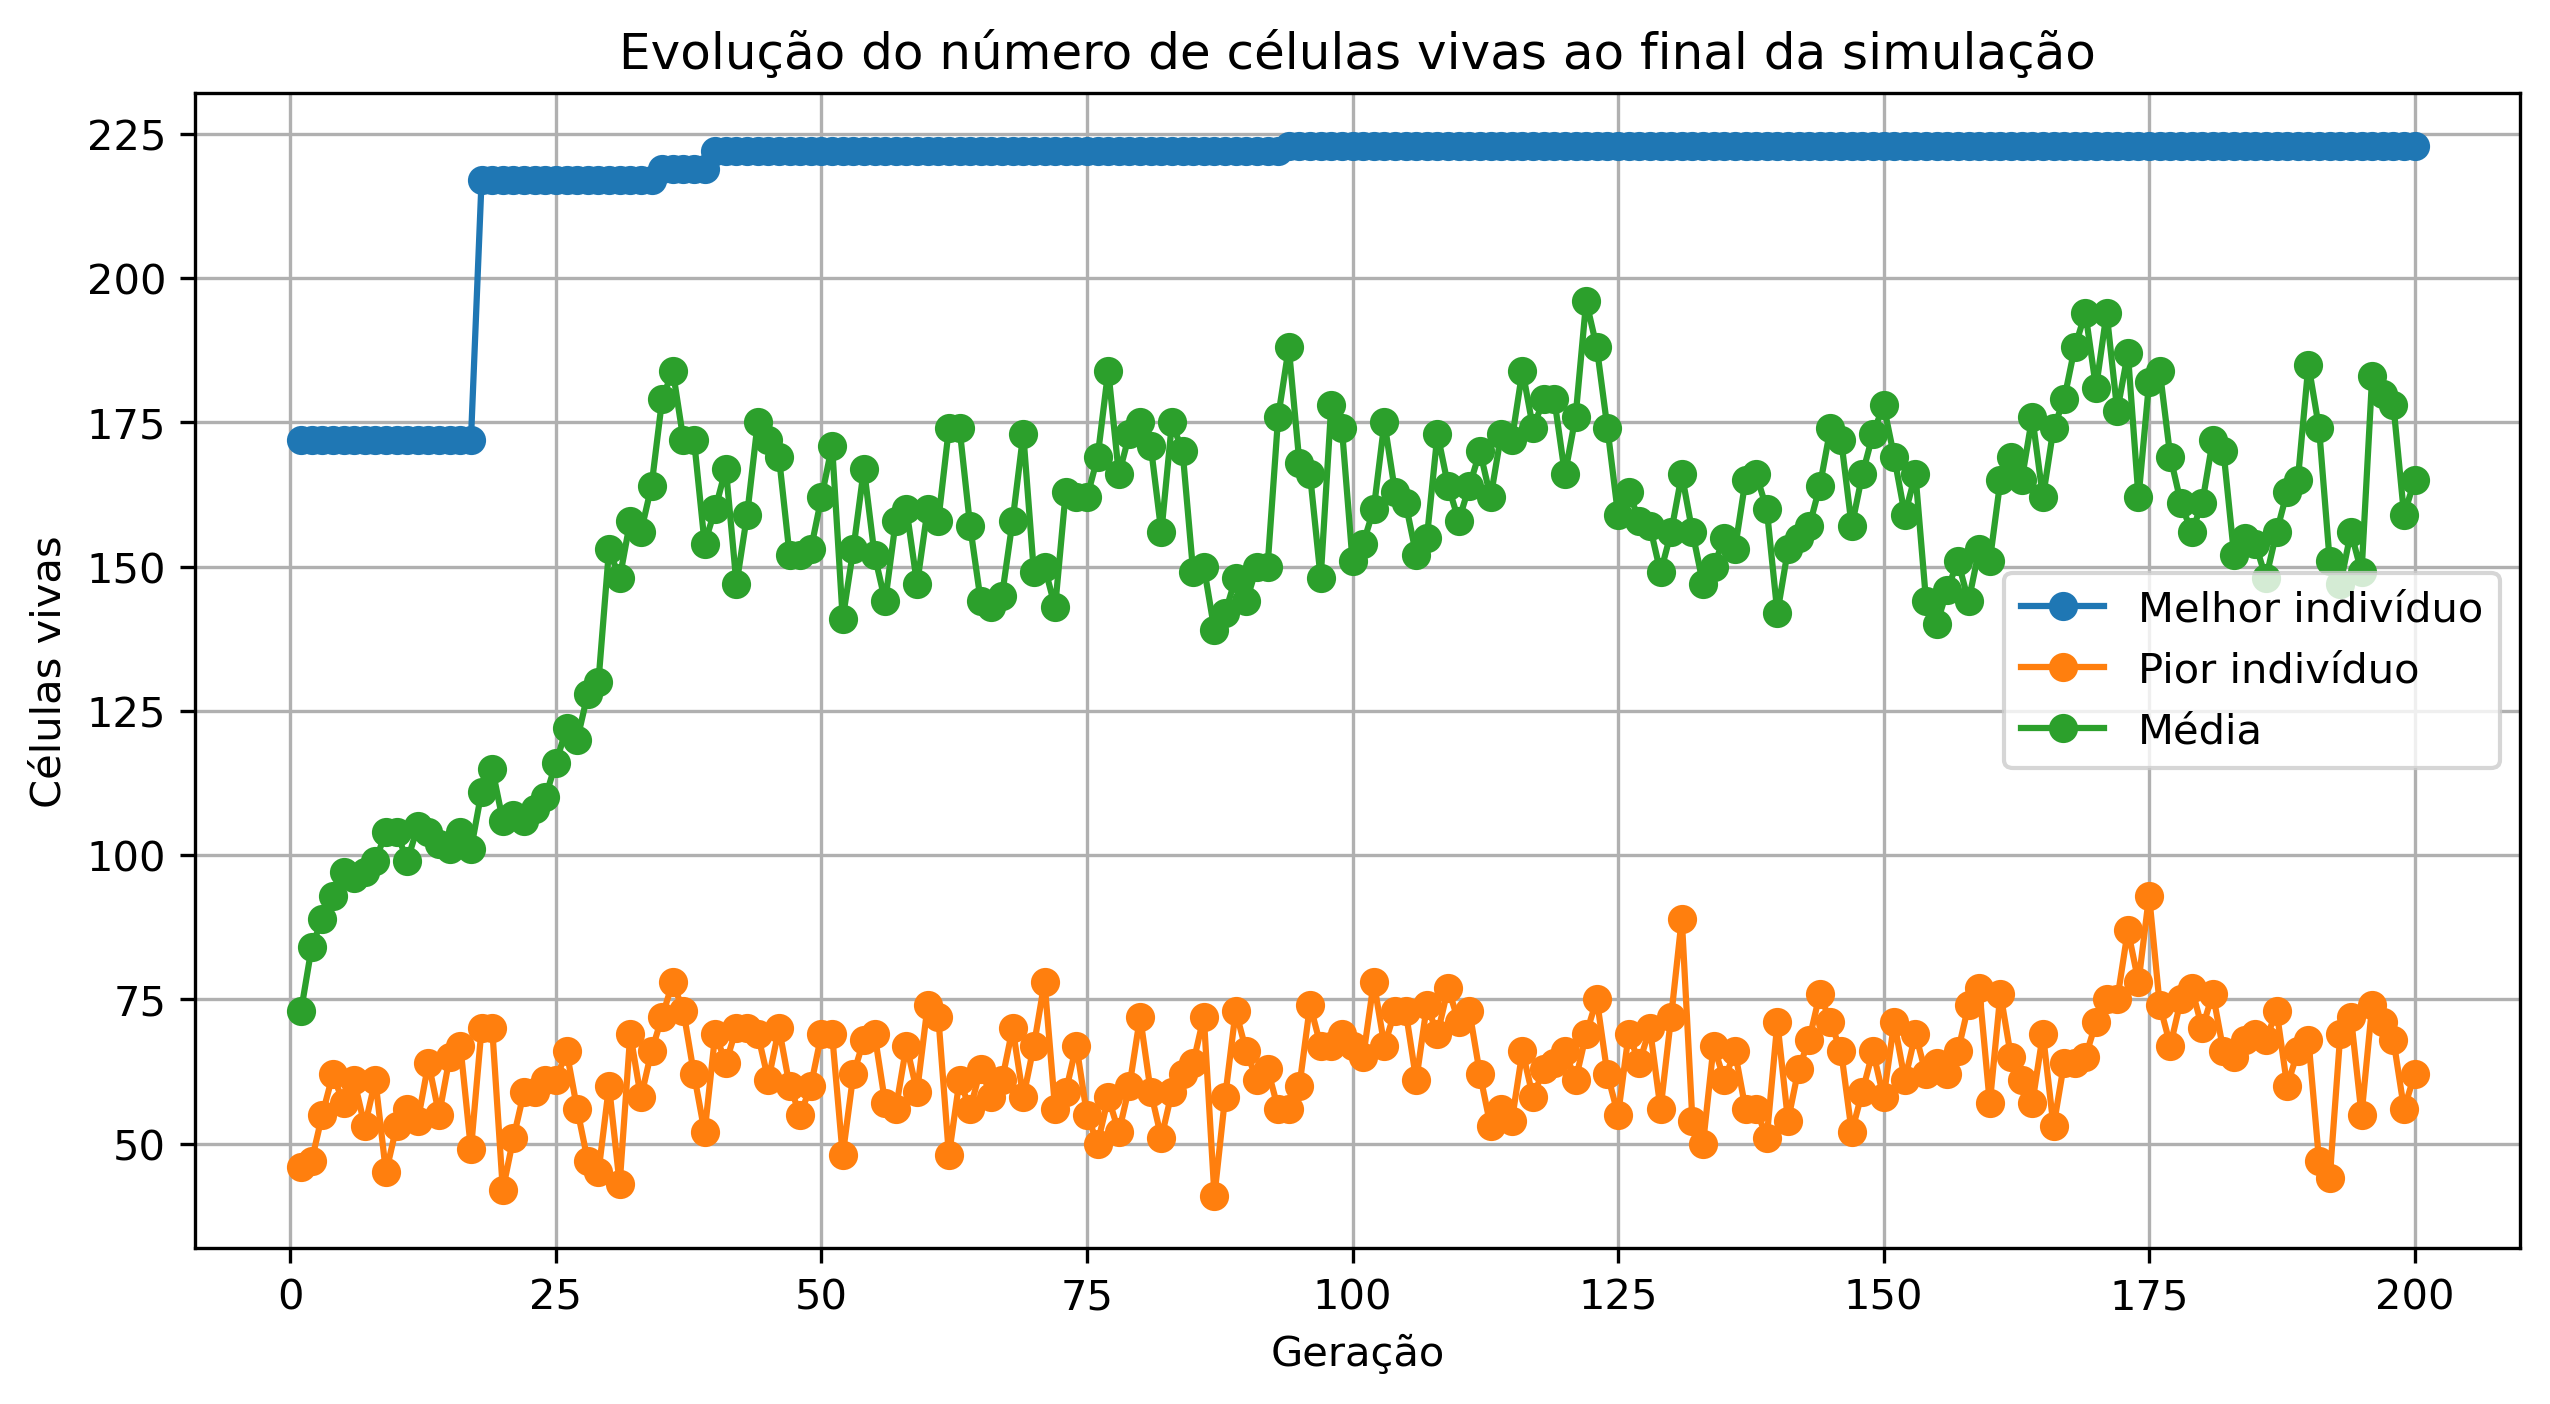 Evolução do número de células vivas ao final da simulação
225
200
175
150
125
100
75
50
Células vivas
Melhor indivíduo
Pior indivíduo
Média
0 25 50 75 100 125 150 175 200
Geração